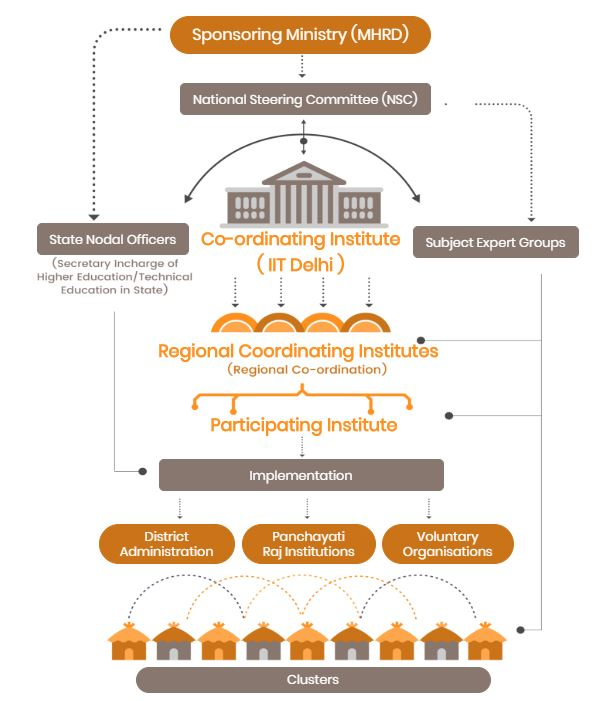 Sponsoring Ministry (MHRD)
National Steering Committee (NSC)
State Nodal Officers
(Secretary Incharge of
Higher Education/Technical
Education in State)
Co-ordinating Institute
( IIT Delhi )
Subject Expert Groups
Regional Coordinating Institutes
(Regional Co-ordination)
Participating Institute
Implementation
District
Administration
Panchayati
Raj Institutions
Voluntary
Organisations
Clusters